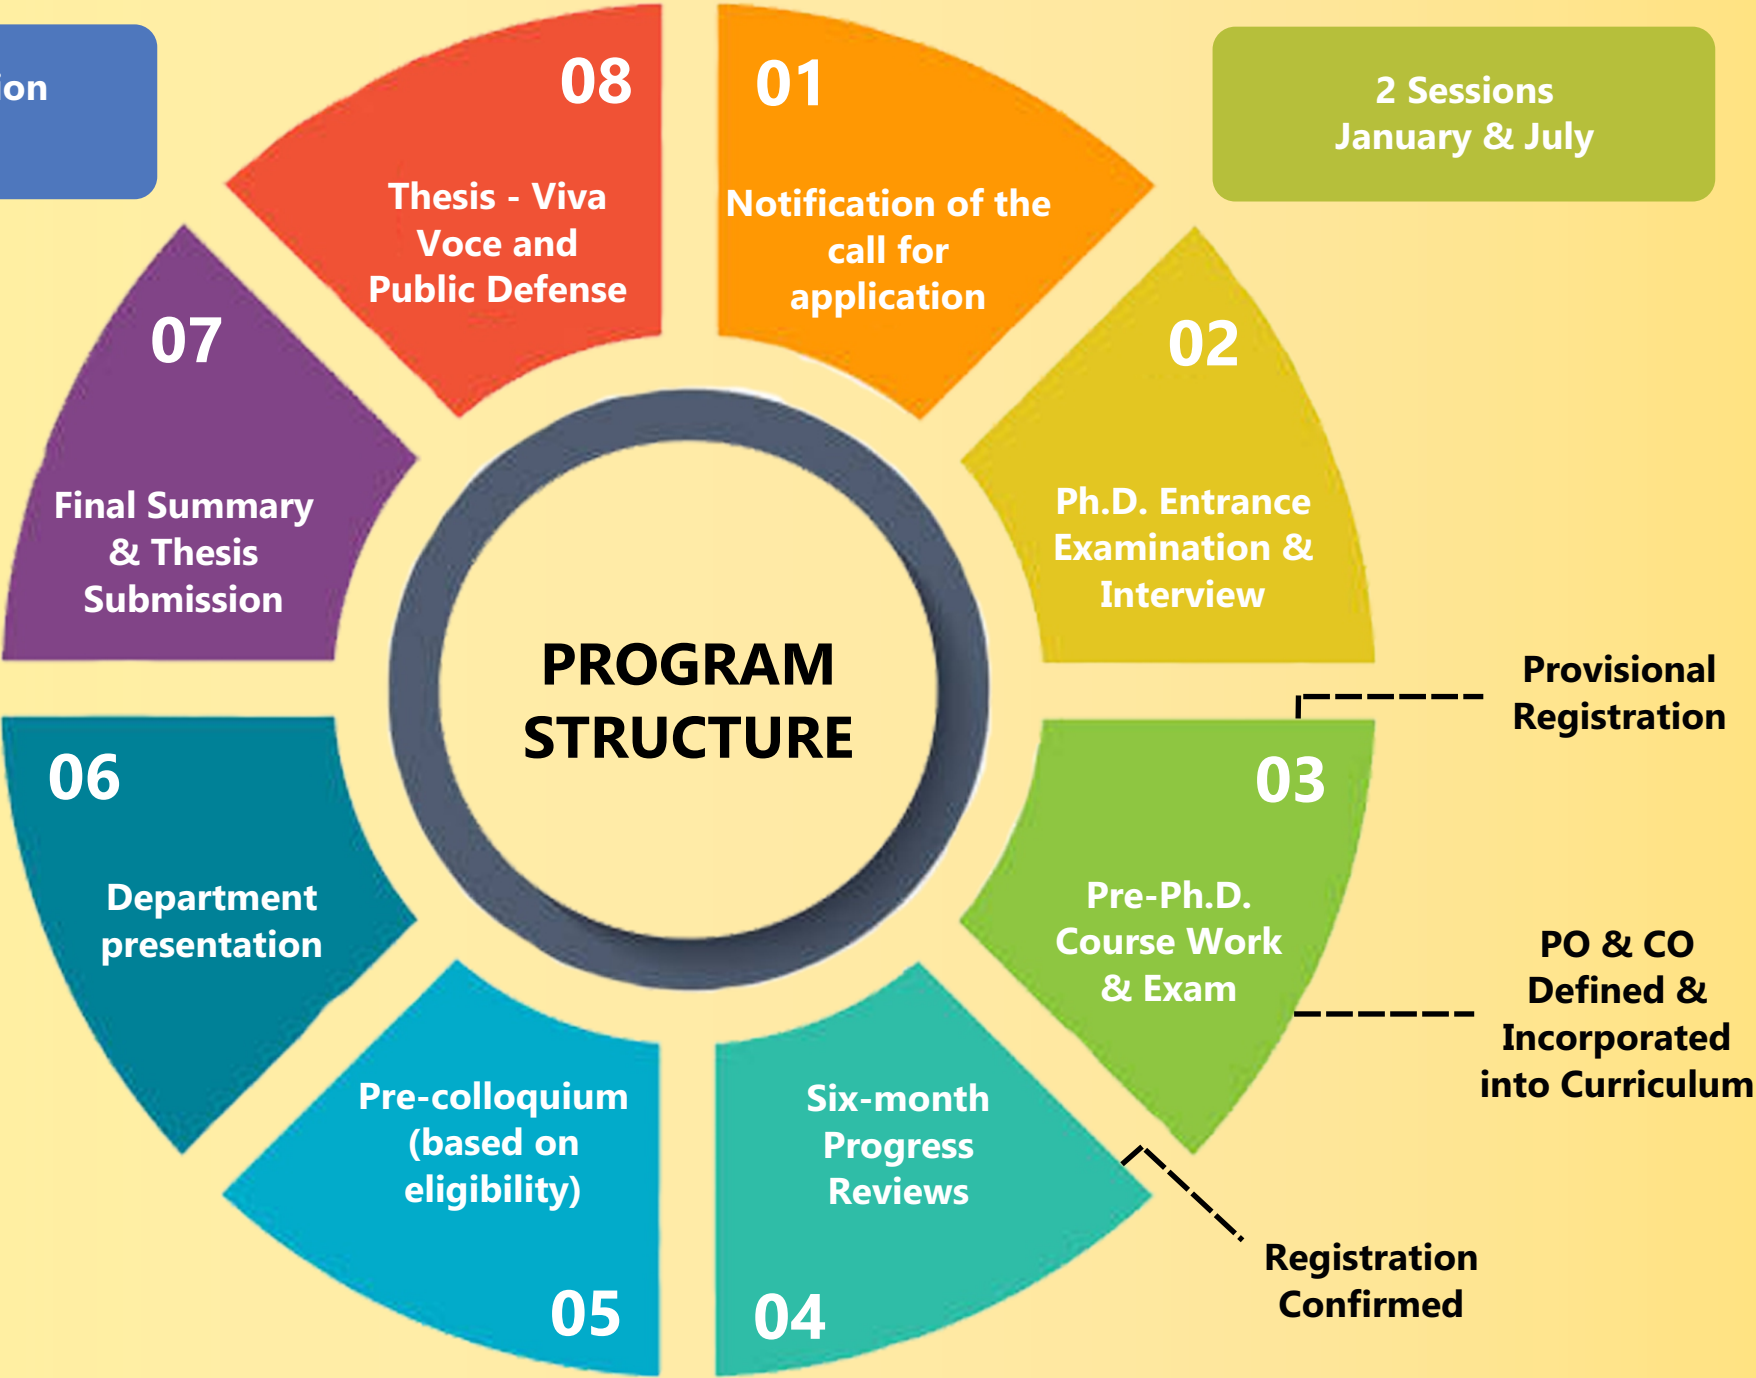 2 Sessions
January & July
01
Notification of the
call for
application
02
Ph.D. Entrance
Examination &
Interview
Provisional
Registration
03
Pre-Ph.D.
Course Work
& Exam
PO & CO
Defined &
Incorporated
into Curriculum
Registration
Confirmed
04
Six-month
Progress
Reviews
05
Pre-colloquium
(based on
eligibility)
06
Department
presentation
07
Final Summary
& Thesis
Submission
08
Thesis - Viva
Voce and
Public Defense
PROGRAM
STRUCTURE